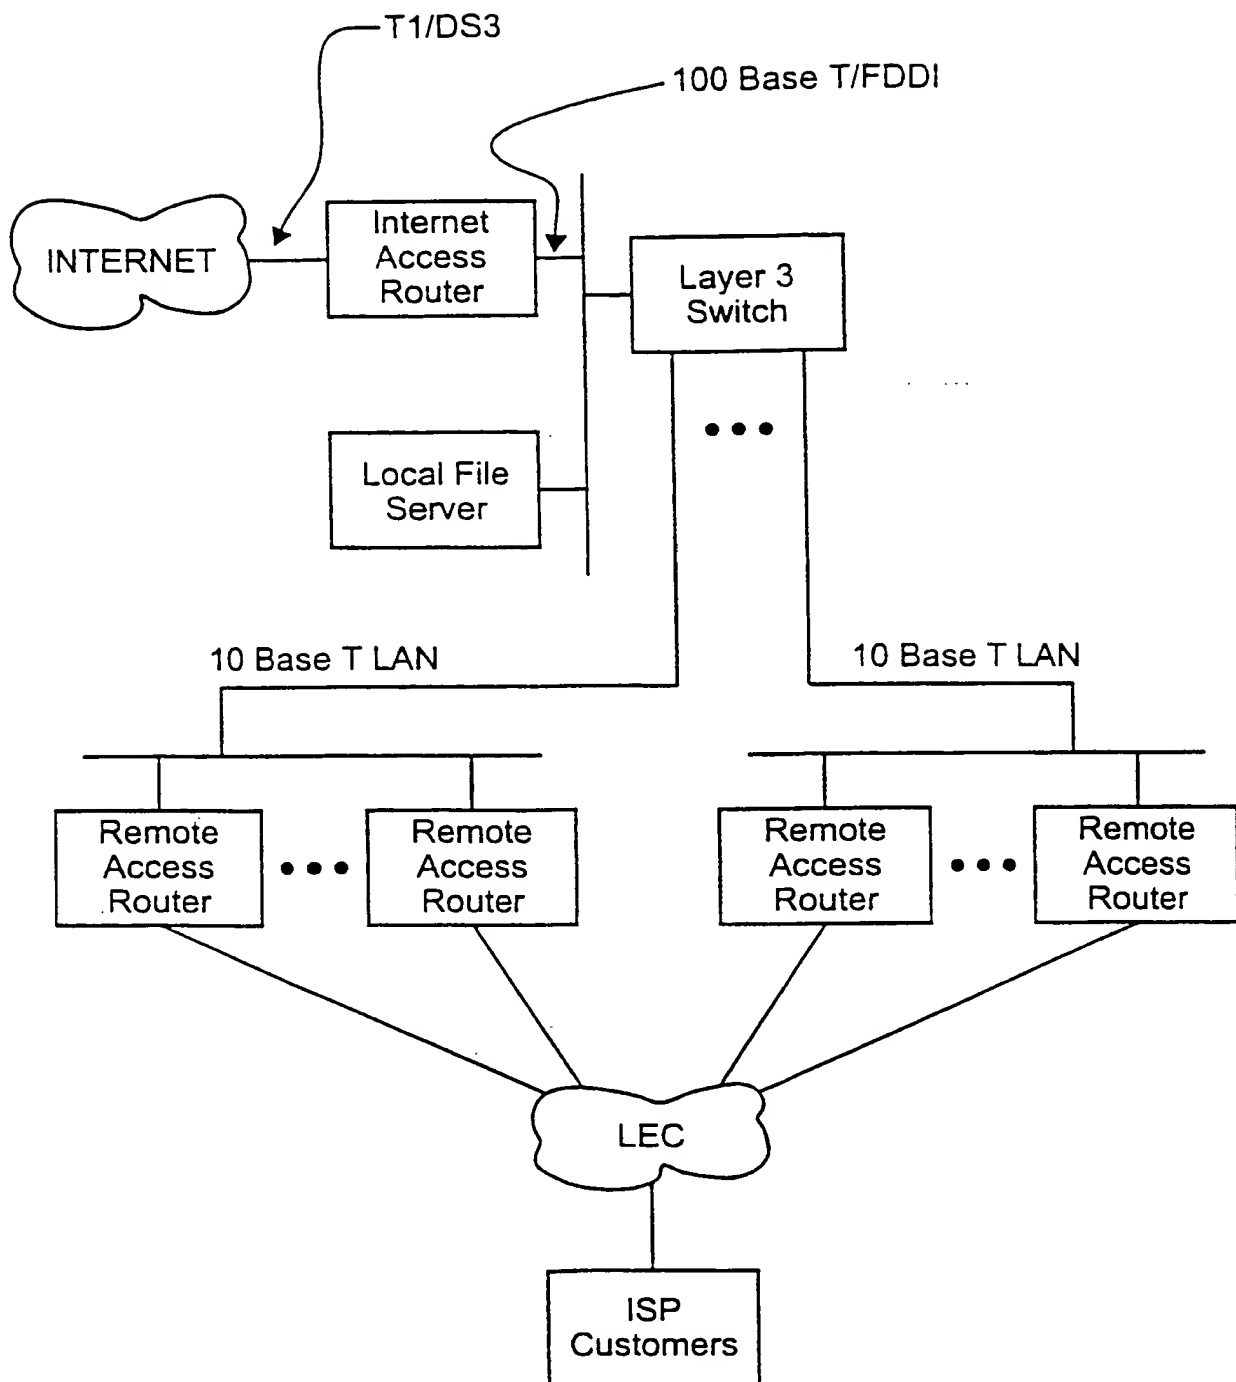 T1/DS3
100 Base T/FDDI
INTERNET
Internet
Access
Router
Layer 3
Switch
Local File
Server
10 Base T LAN
10 Base T LAN
Remote
Access
Router
Remote
Access
Router
Remote
Access
Router
Remote
Access
Router
LEC
ISP
Customers